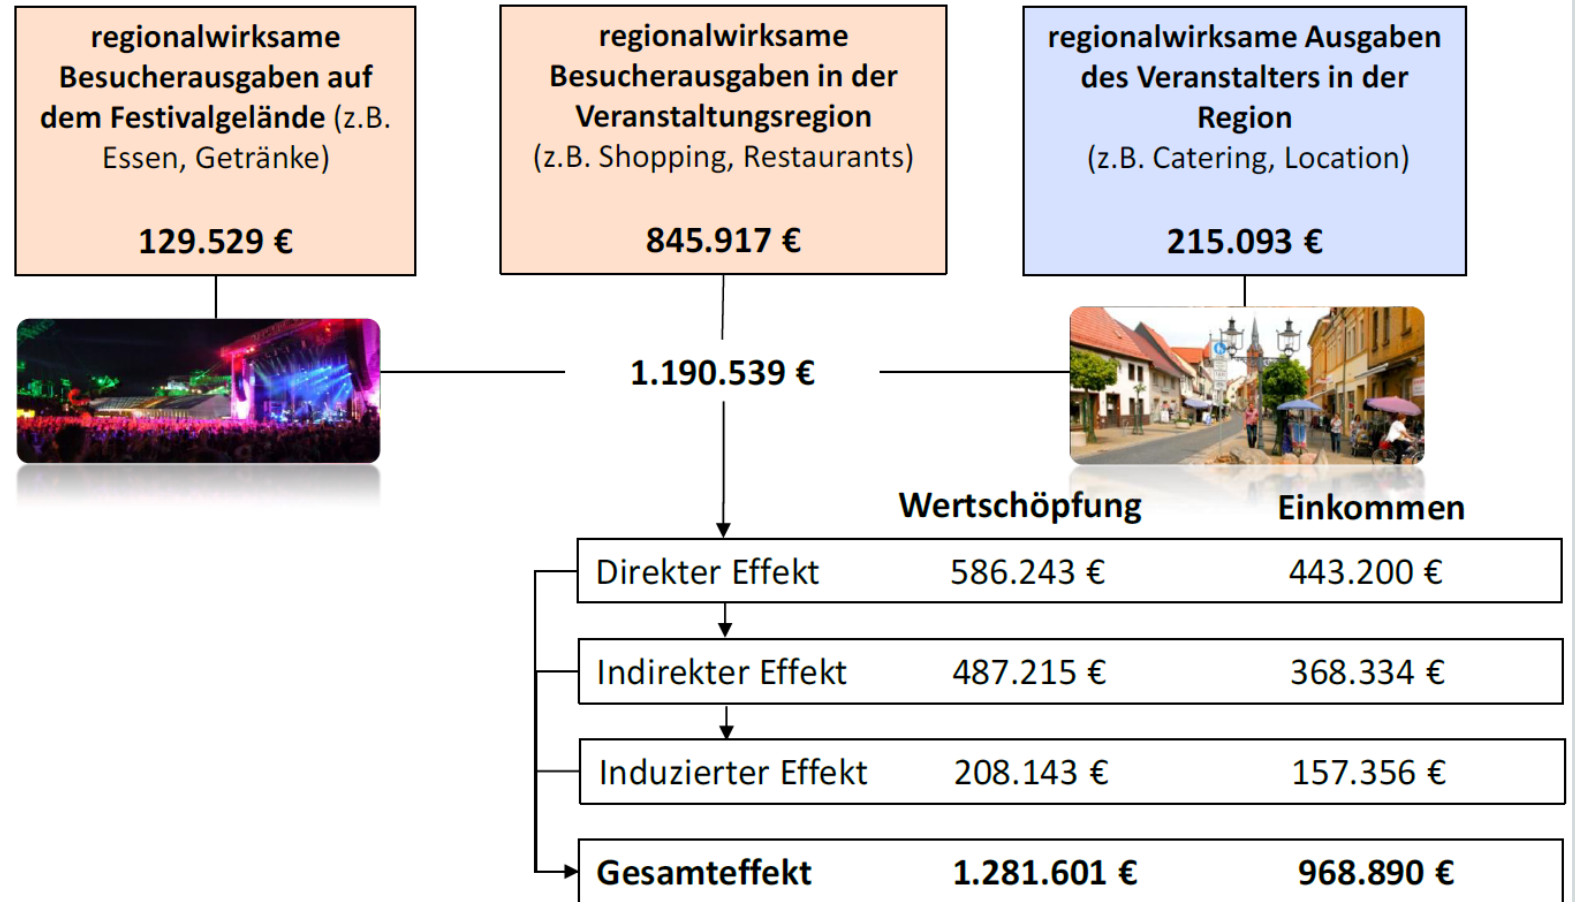 regionalwirksame
Besucherausgaben auf
dem Festivalgelände (z.B.
Essen, Getränke)
129.529 €
regionalwirksame
Besucherausgaben in der
Veranstaltungsregion
(z.B. Shopping, Restaurants)
845.917 €
regionalwirksame Ausgaben
des Veranstalters in der
Region
(z.B. Catering, Location)
215.093 €
1.190.539 €
Wertschöpfung Einkommen
Direkter Effekt 586.243 € 443.200 €
Indirekter Effekt 487.215 € 368.334 €
Induzierter Effekt 208.143 € 157.356 €
Gesamteffekt 1.281.601 € 968.890 €